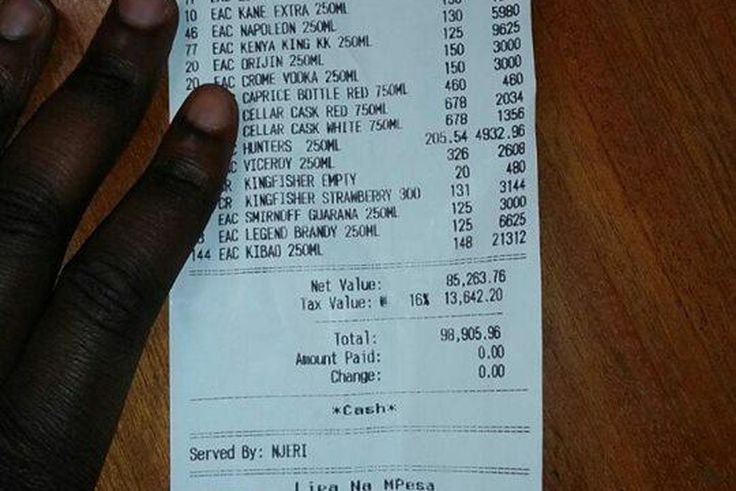 10 EAC KANE EXTRA 250ML
46 EAC NAPOLEON 250ML 130 5980
77 EAC KENYA KING KK 250ML 125 9625
20 EAC ORIJIN 250ML 150 3000
20 EAC CROME VODKA 250ML 150 3000
CAPRICE BOTTLE RED 750ML 460 460
CELLAR CASK RED 750ML 678 2034
CELLAR CASK WHITE 750ML 678 1356
HUNTERS 250ML 205.54 4932.96
VICEROY 250ML 326 2608
KINGFISHER EMPTY 20 480
KINGFISHER STRAWBERRY 300 131 3144
EAC SMIRNOFF GUARANA 250ML 125 3000
EAC LEGEND BRANDY 250ML 125 6625
144 EAC KIBAO 250ML 148 21312
Net Value: 85,263.76
Tax Value: # 16% 13,642.20
Total: 98,905.96
Amount Paid: 0.00
Change: 0.00
*Cash*
Served By: NJERI
Lipa Na MPesa